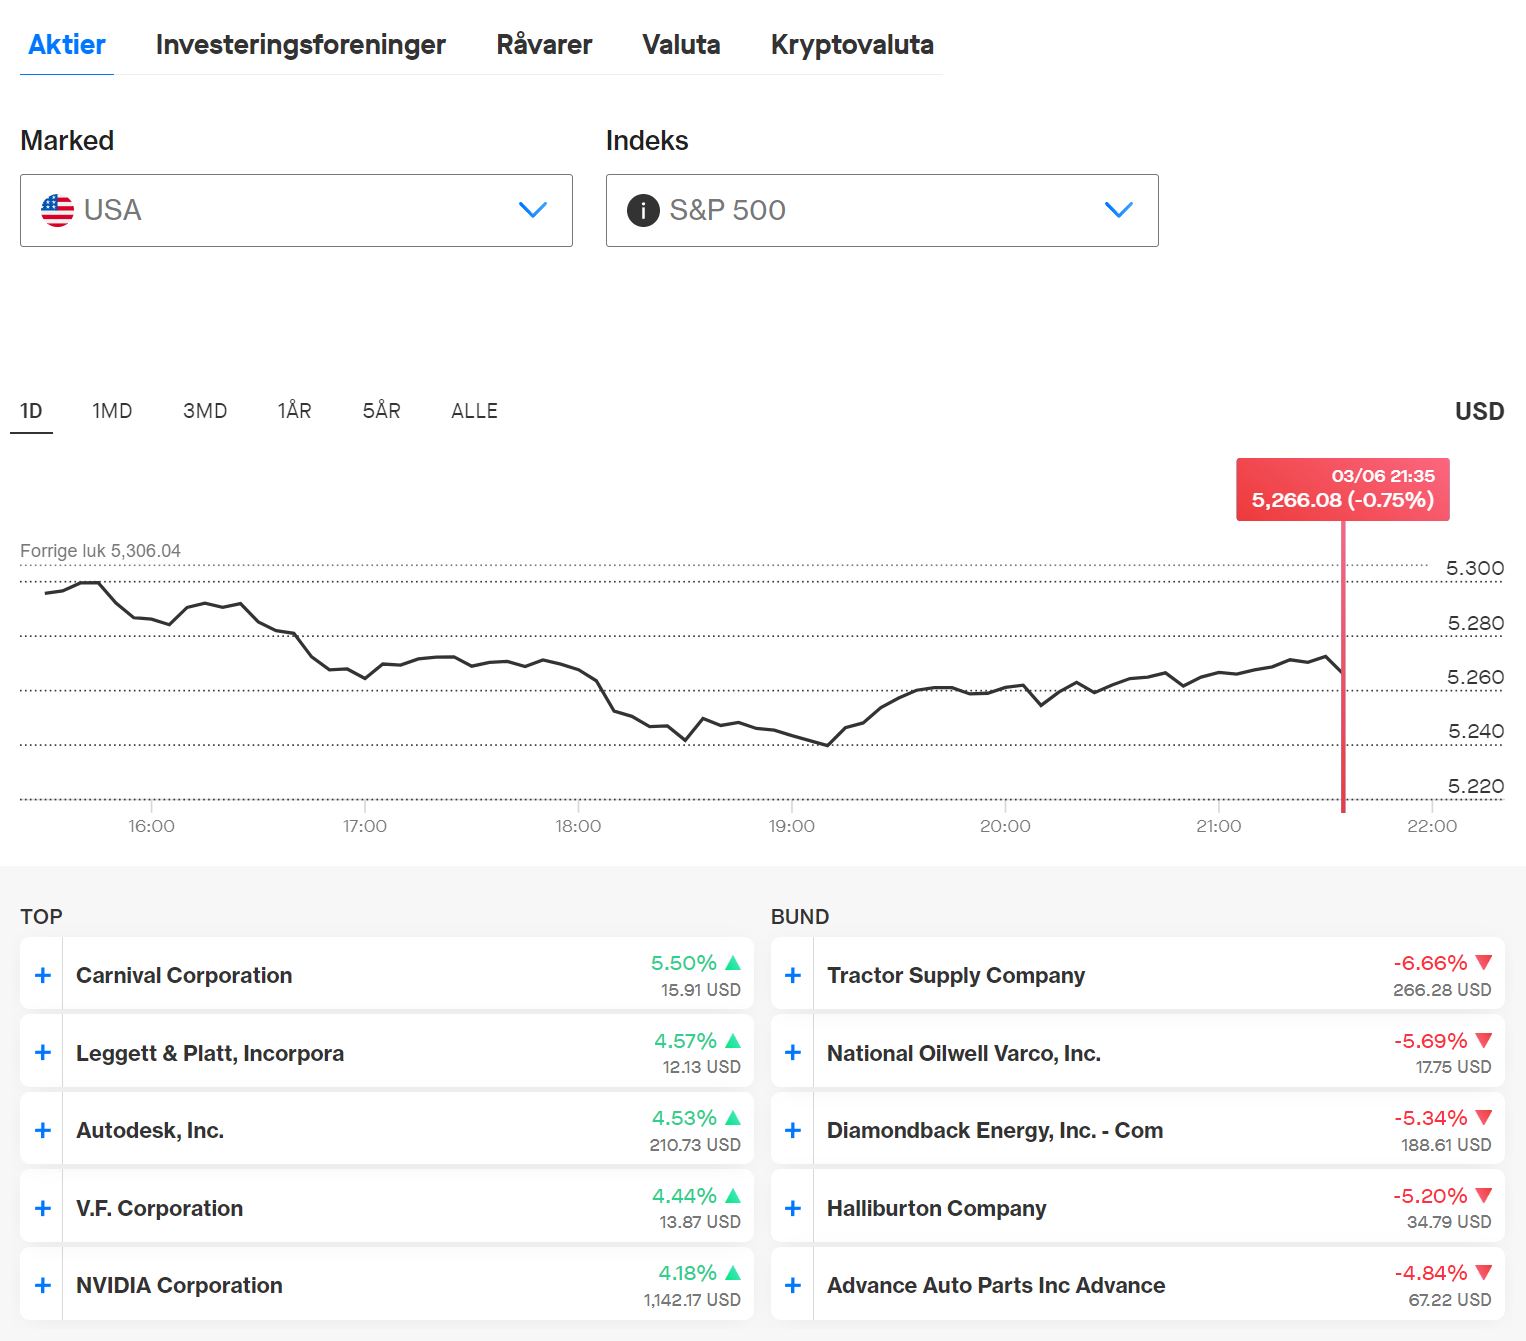 Aktier Investeringsforeninger Råvarer Valuta Kryptovaluta
Marked Indeks
USA S&P 500
1D 1MD 3MD 1ÅR 5ÅR ALLE USD
03/06 21:35
5,266.08 (-0.75%)
Forrige luk 5,306.04
5.300
5.280
5.260
5.240
5.220
16:00 17:00 18:00 19:00 20:00 21:00 22:00
TOP
+ Carnival Corporation 5.50%
15.91 USD
+ Leggett & Platt, Incorpora 4.57%
12.13 USD
+ Autodesk, Inc. 4.53%
210.73 USD
+ V.F. Corporation 4.44%
13.87 USD
+ NVIDIA Corporation 4.18%
1,142.17 USD
BUND
+ Tractor Supply Company -6.66%
266.28 USD
+ National Oilwell Varco, Inc. -5.69%
17.75 USD
+ Diamondback Energy, Inc. - Com -5.34%
188.61 USD
+ Halliburton Company -5.20%
34.79 USD
+ Advance Auto Parts Inc Advance -4.84%
67.22 USD